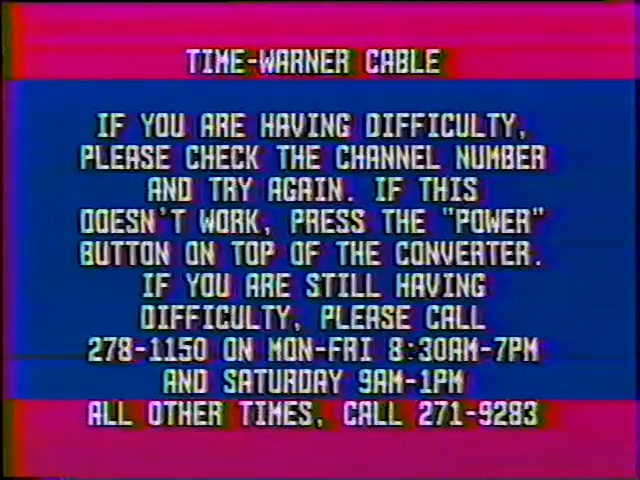 TIME-WARNER CABLE
IF YOU ARE HAVING DIFFICULTY,
PLEASE CHECK THE CHANNEL NUMBER
AND TRY AGAIN. IF THIS
DOESN'T WORK, PRESS THE "POWER"
BUTTON ON TOP OF THE CONVERTER.
IF YOU ARE STILL HAVING
DIFFICULTY, PLEASE CALL
278-1150 ON MON-FRI 8:30AM-7PM
AND SATURDAY 9AM-1PM
ALL OTHER TIMES, CALL 271-9283